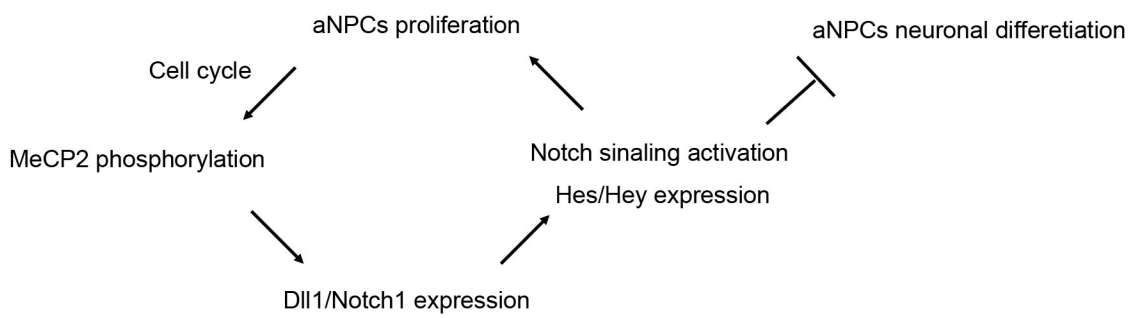 aNPCs proliferation
aNPCs neuronal differetiation
Cell cycle
MeCP2 phosphorylation
Notch sinaling activation
Hes/Hey expression
Dll1/Notch1 expression